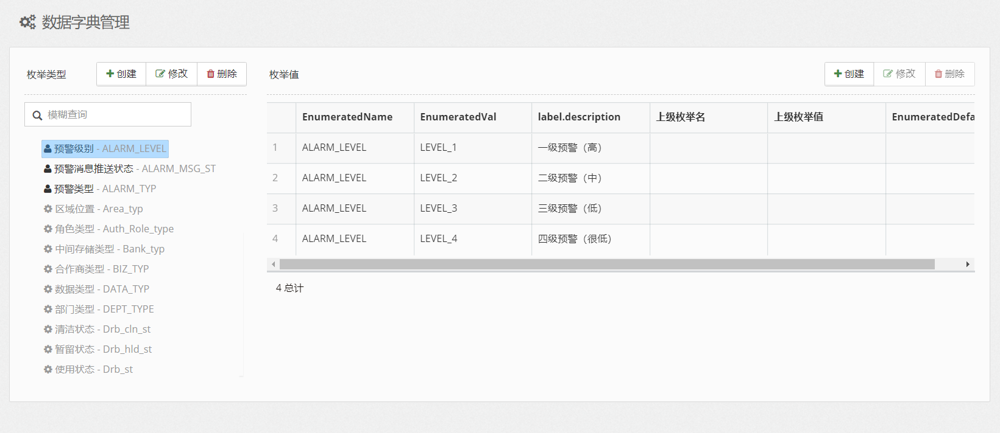 数据字典管理
枚举类型
创建 修改 删除
模糊查询
预警级别 - ALARM_LEVEL
预警消息推送状态 - ALARM_MSG_ST
预警类型 - ALARM_TYP
区域位置 - Area_typ
角色类型 - Auth_Role_type
中间存储类型 - Bank_typ
合作商类型 - BIZ_TYP
数据类型 - DATA_TYP
部门类型 - DEPT_TYPE
清洁状态 - Drb_cln_st
暂留状态 - Drb_hld_st
使用状态 - Drb_st
枚举值
创建 修改 删除
EnumeratedName EnumeratedVal label.description 上级枚举名 上级枚举值 EnumeratedDefa
1 ALARM_LEVEL LEVEL_1 一级预警（高）
2 ALARM_LEVEL LEVEL_2 二级预警（中）
3 ALARM_LEVEL LEVEL_3 三级预警（低）
4 ALARM_LEVEL LEVEL_4 四级预警（很低）
4 总计